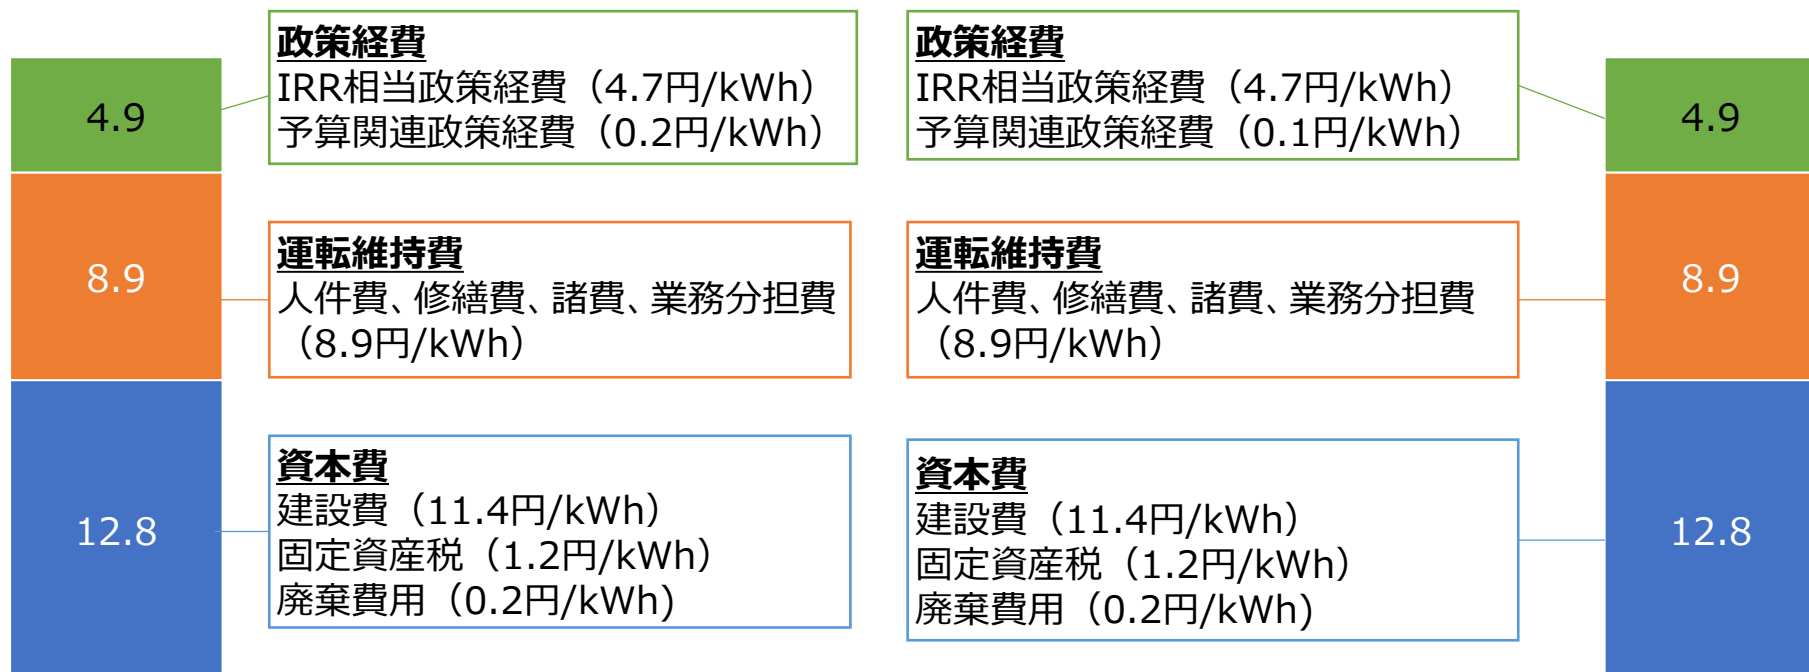 4.9
8.9
12.8
政策経費
IRR相当政策経費（4.7円/kWh）
予算関連政策経費（0.2円/kWh）
運転維持費
人件費、修繕費、諸費、業務分担費
（8.9円/kWh）
資本費
建設費（11.4円/kWh）
固定資産税（1.2円/kWh）
廃棄費用（0.2円/kWh)
政策経費
IRR相当政策経費（4.7円/kWh）
予算関連政策経費（0.1円/kWh）
運転維持費
人件費、修繕費、諸費、業務分担費
（8.9円/kWh）
資本費
建設費（11.4円/kWh）
固定資産税（1.2円/kWh）
廃棄費用（0.2円/kWh)
4.9
8.9
12.8